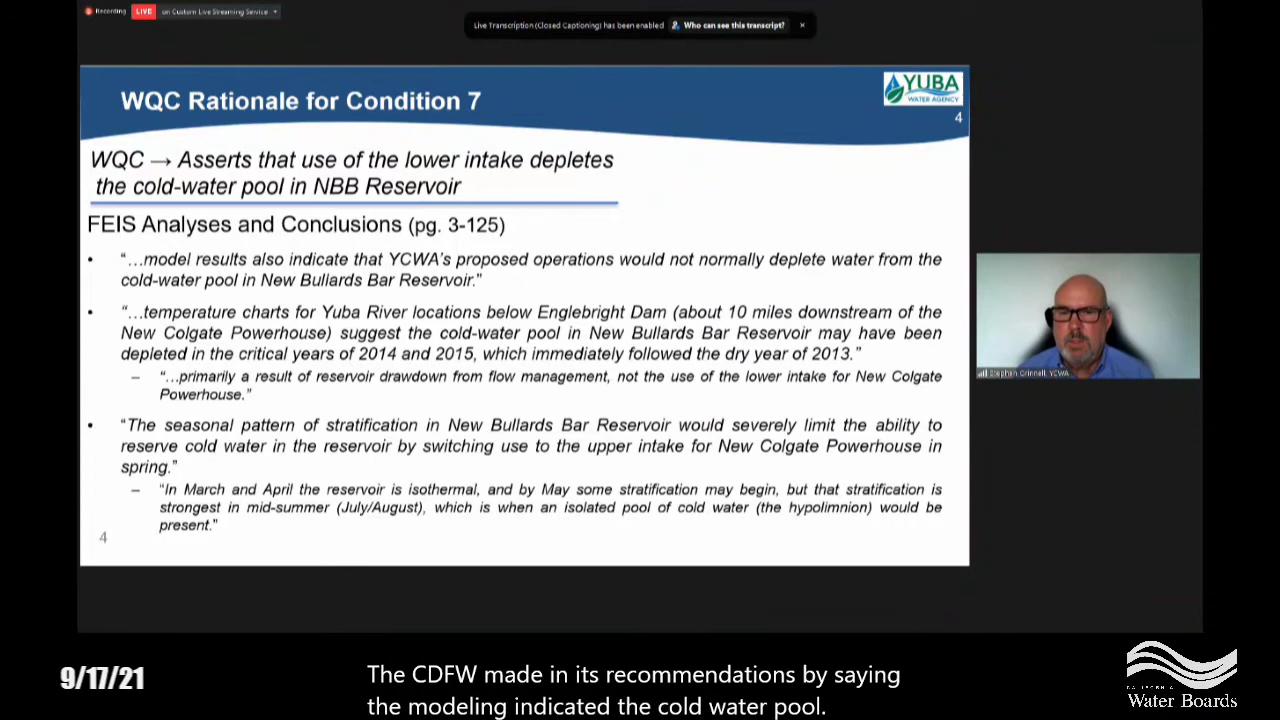 Recording LIVE on Custom Live Streaming Service
Live Transcription (Closed Captioning) has been enabled Who can see this transcript? ×
WQC Rationale for Condition 7
YUBA
WATER AGENCY
4
WQC → Asserts that use of the lower intake depletes
the cold-water pool in NBB Reservoir
FEIS Analyses and Conclusions (pg. 3-125)
• “…model results also indicate that YCWA’s proposed operations would not normally deplete water from the
cold-water pool in New Bullards Bar Reservoir.”
• “…temperature charts for Yuba River locations below Englebright Dam (about 10 miles downstream of the
New Colgate Powerhouse) suggest the cold-water pool in New Bullards Bar Reservoir may have been
depleted in the critical years of 2014 and 2015, which immediately followed the dry year of 2013.”
– “…primarily a result of reservoir drawdown from flow management, not the use of the lower intake for New Colgate
Powerhouse.”
• “The seasonal pattern of stratification in New Bullards Bar Reservoir would severely limit the ability to
reserve cold water in the reservoir by switching use to the upper intake for New Colgate Powerhouse in
spring.”
– “In March and April the reservoir is isothermal, and by May some stratification may begin, but that stratification is
strongest in mid-summer (July/August), which is when an isolated pool of cold water (the hypolimnion) would be
present.”
4
Stephen Grinnell, YCWA
9/17/21
The CDFW made in its recommendations by saying
the modeling indicated the cold water pool.
CALIFORNIA
Water Boards